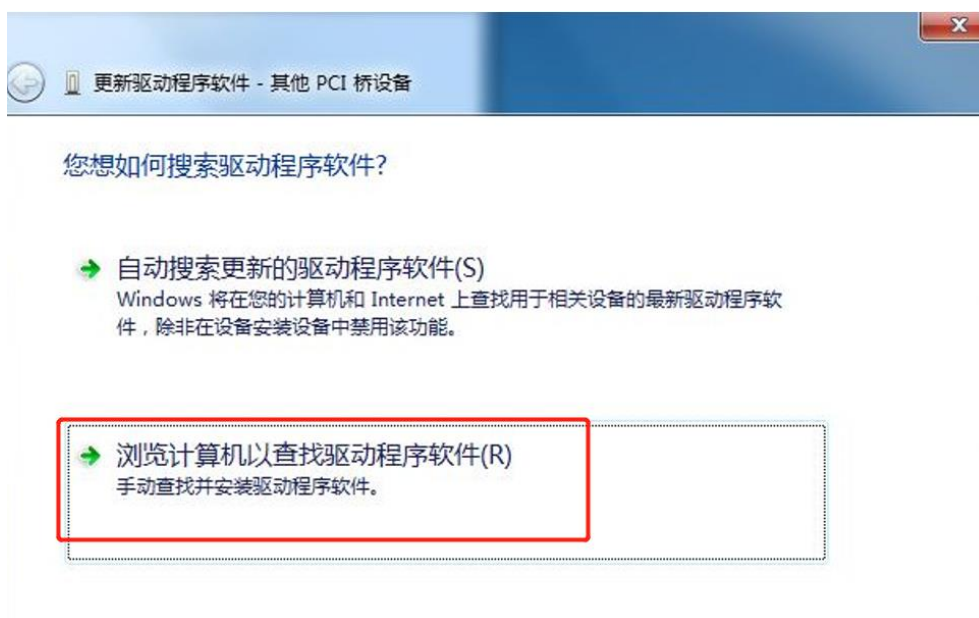 更新驱动程序软件 - 其他 PCI 桥设备
您想如何搜索驱动程序软件?
自动搜索更新的驱动程序软件(S)
Windows 将在您的计算机和 Internet 上查找用于相关设备的最新驱动程序软
件，除非在设备安装设备中禁用该功能。
浏览计算机以查找驱动程序软件(R)
手动查找并安装驱动程序软件。